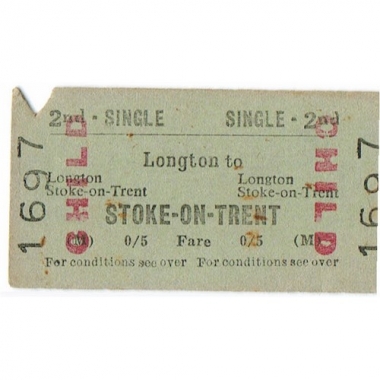 2nd - SINGLE SINGLE - 2nd
Longton to
Longton Longton
Stoke-on-Trent Stoke-on-Trent
STOKE-ON-TRENT
(M) 0/5 Fare 0/5 (M)
For conditions see over For conditions see over
CHILD
CHILD
1697
1697